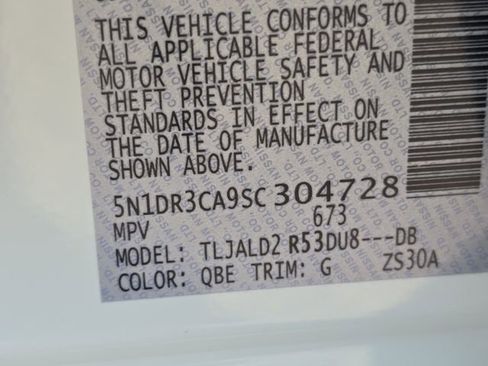 THIS VEHICLE CONFORMS TO
ALL APPLICABLE FEDERAL
MOTOR VEHICLE SAFETY AND
THEFT PREVENTION
STANDARDS IN EFFECT ON
THE DATE OF MANUFACTURE
SHOWN ABOVE.
5N1DR3CA9SC304728
MPV 673
MODEL: TLJALD2 R53DU8---DB
COLOR: QBE TRIM: G ZS30A